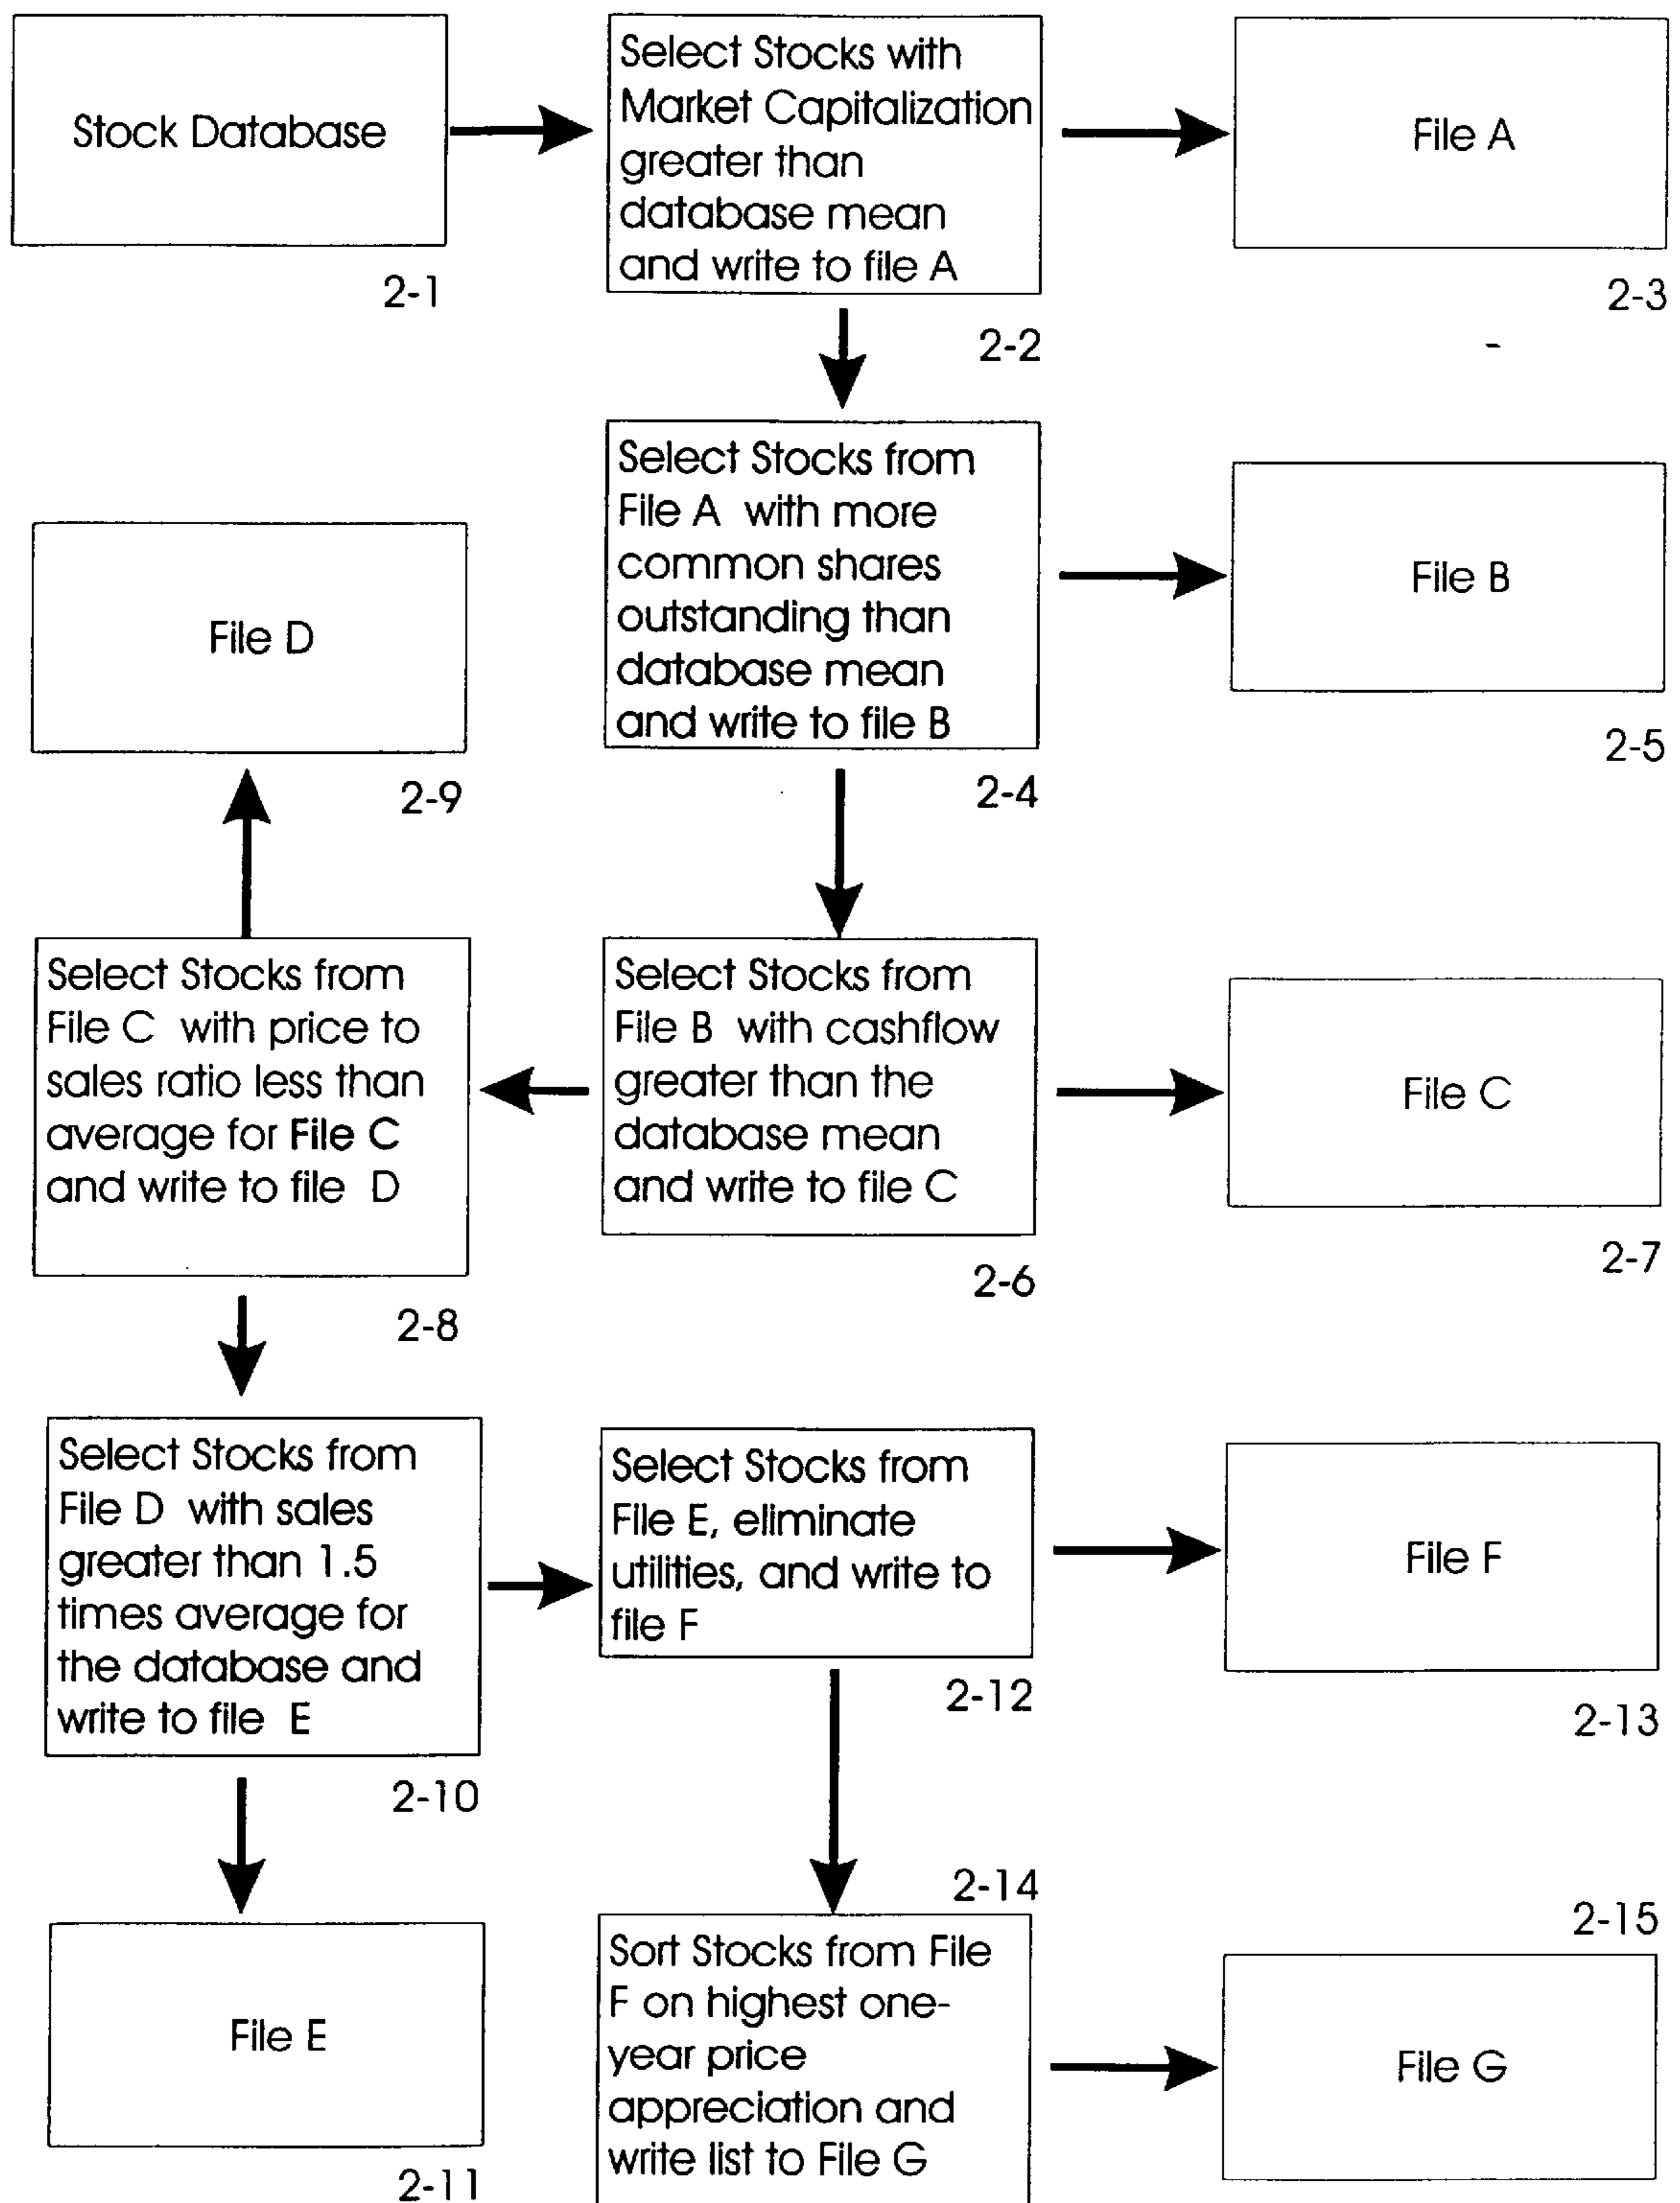 Stock Database
2-1
Select Stocks with
Market Capitalization
greater than
database mean
and write to file A
2-2
File A
2-3
Select Stocks from
File A with more
common shares
outstanding than
database mean
and write to file B
2-4
File B
2-5
File D
2-9
Select Stocks from
File C with price to
sales ratio less than
average for File C
and write to file D
2-8
Select Stocks from
File B with cashflow
greater than the
database mean
and write to file C
2-6
File C
2-7
Select Stocks from
File D with sales
greater than 1.5
times average for
the database and
write to file E
2-10
Select Stocks from
File E, eliminate
utilities, and write to
file F
2-12
File F
2-13
File E
2-11
2-14
Sort Stocks from File
F on highest one-
year price
appreciation and
write list to File G
2-15
File G